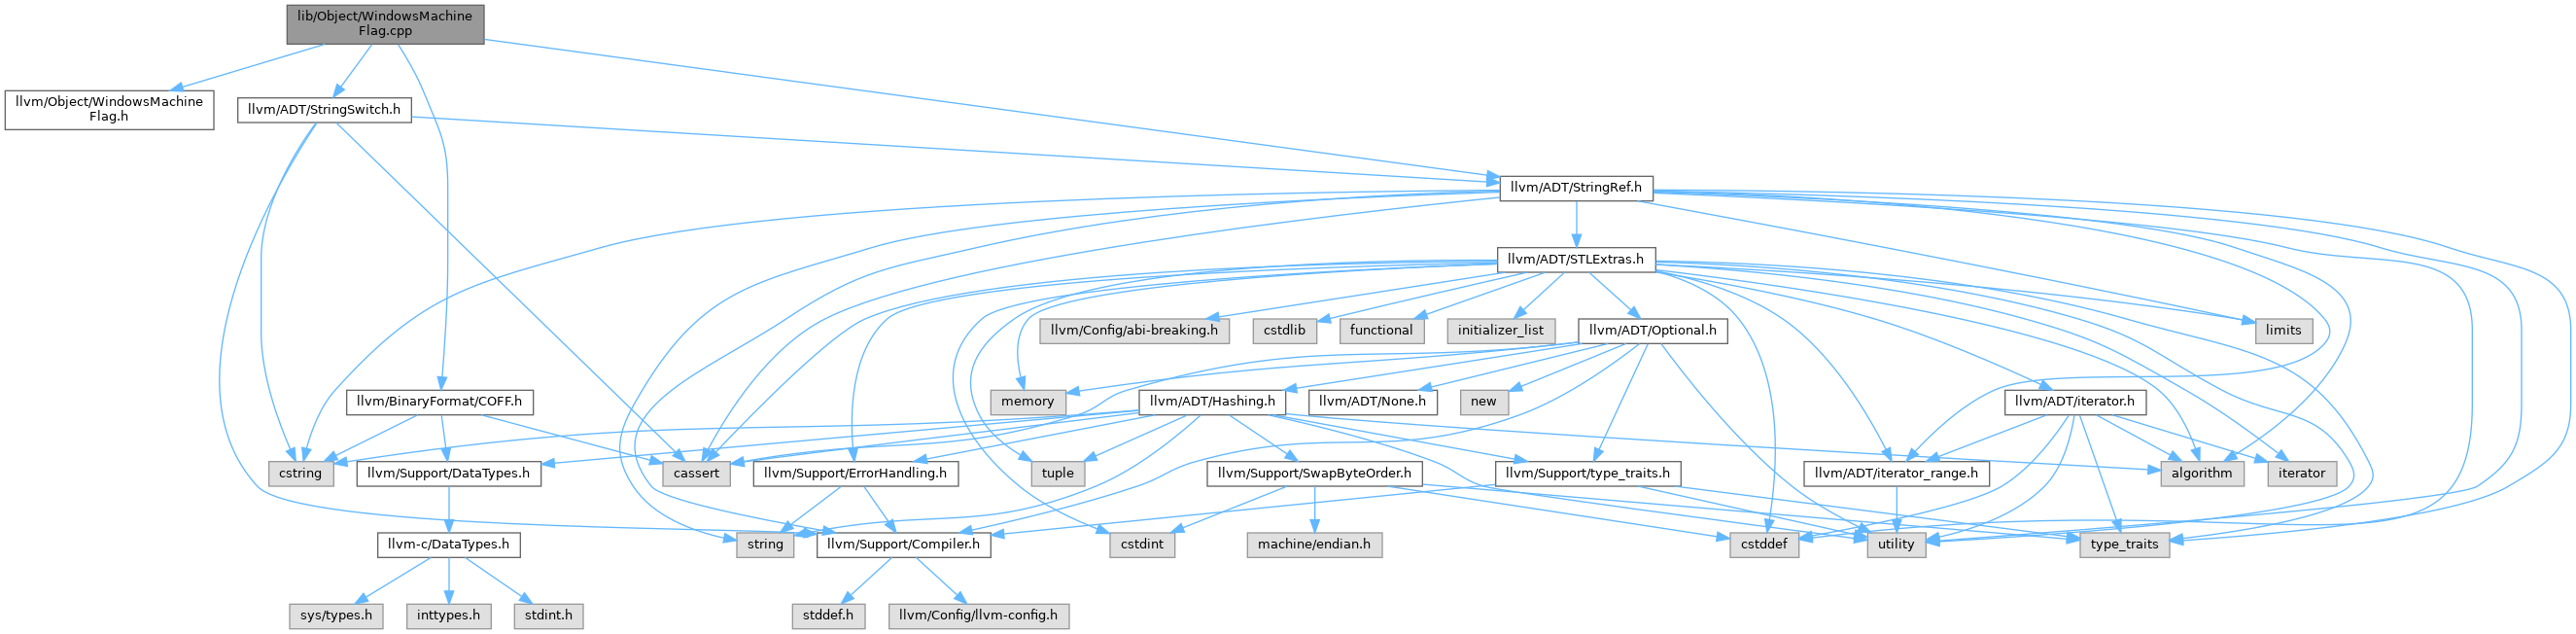 lib/Object/WindowsMachine
Flag.cpp
llvm/Object/WindowsMachine
Flag.h
llvm/ADT/StringSwitch.h
llvm/ADT/StringRef.h
llvm/ADT/STLExtras.h
llvm/Config/abi-breaking.h
cstdlib
functional
initializer_list
llvm/ADT/Optional.h
limits
llvm/BinaryFormat/COFF.h
memory
llvm/ADT/Hashing.h
llvm/ADT/None.h
new
llvm/ADT/iterator.h
cstring
llvm/Support/DataTypes.h
cassert
llvm/Support/ErrorHandling.h
tuple
llvm/Support/SwapByteOrder.h
llvm/Support/type_traits.h
llvm/ADT/iterator_range.h
algorithm
iterator
llvm-c/DataTypes.h
string
llvm/Support/Compiler.h
cstdint
machine/endian.h
cstddef
utility
type_traits
sys/types.h
inttypes.h
stdint.h
stddef.h
llvm/Config/llvm-config.h